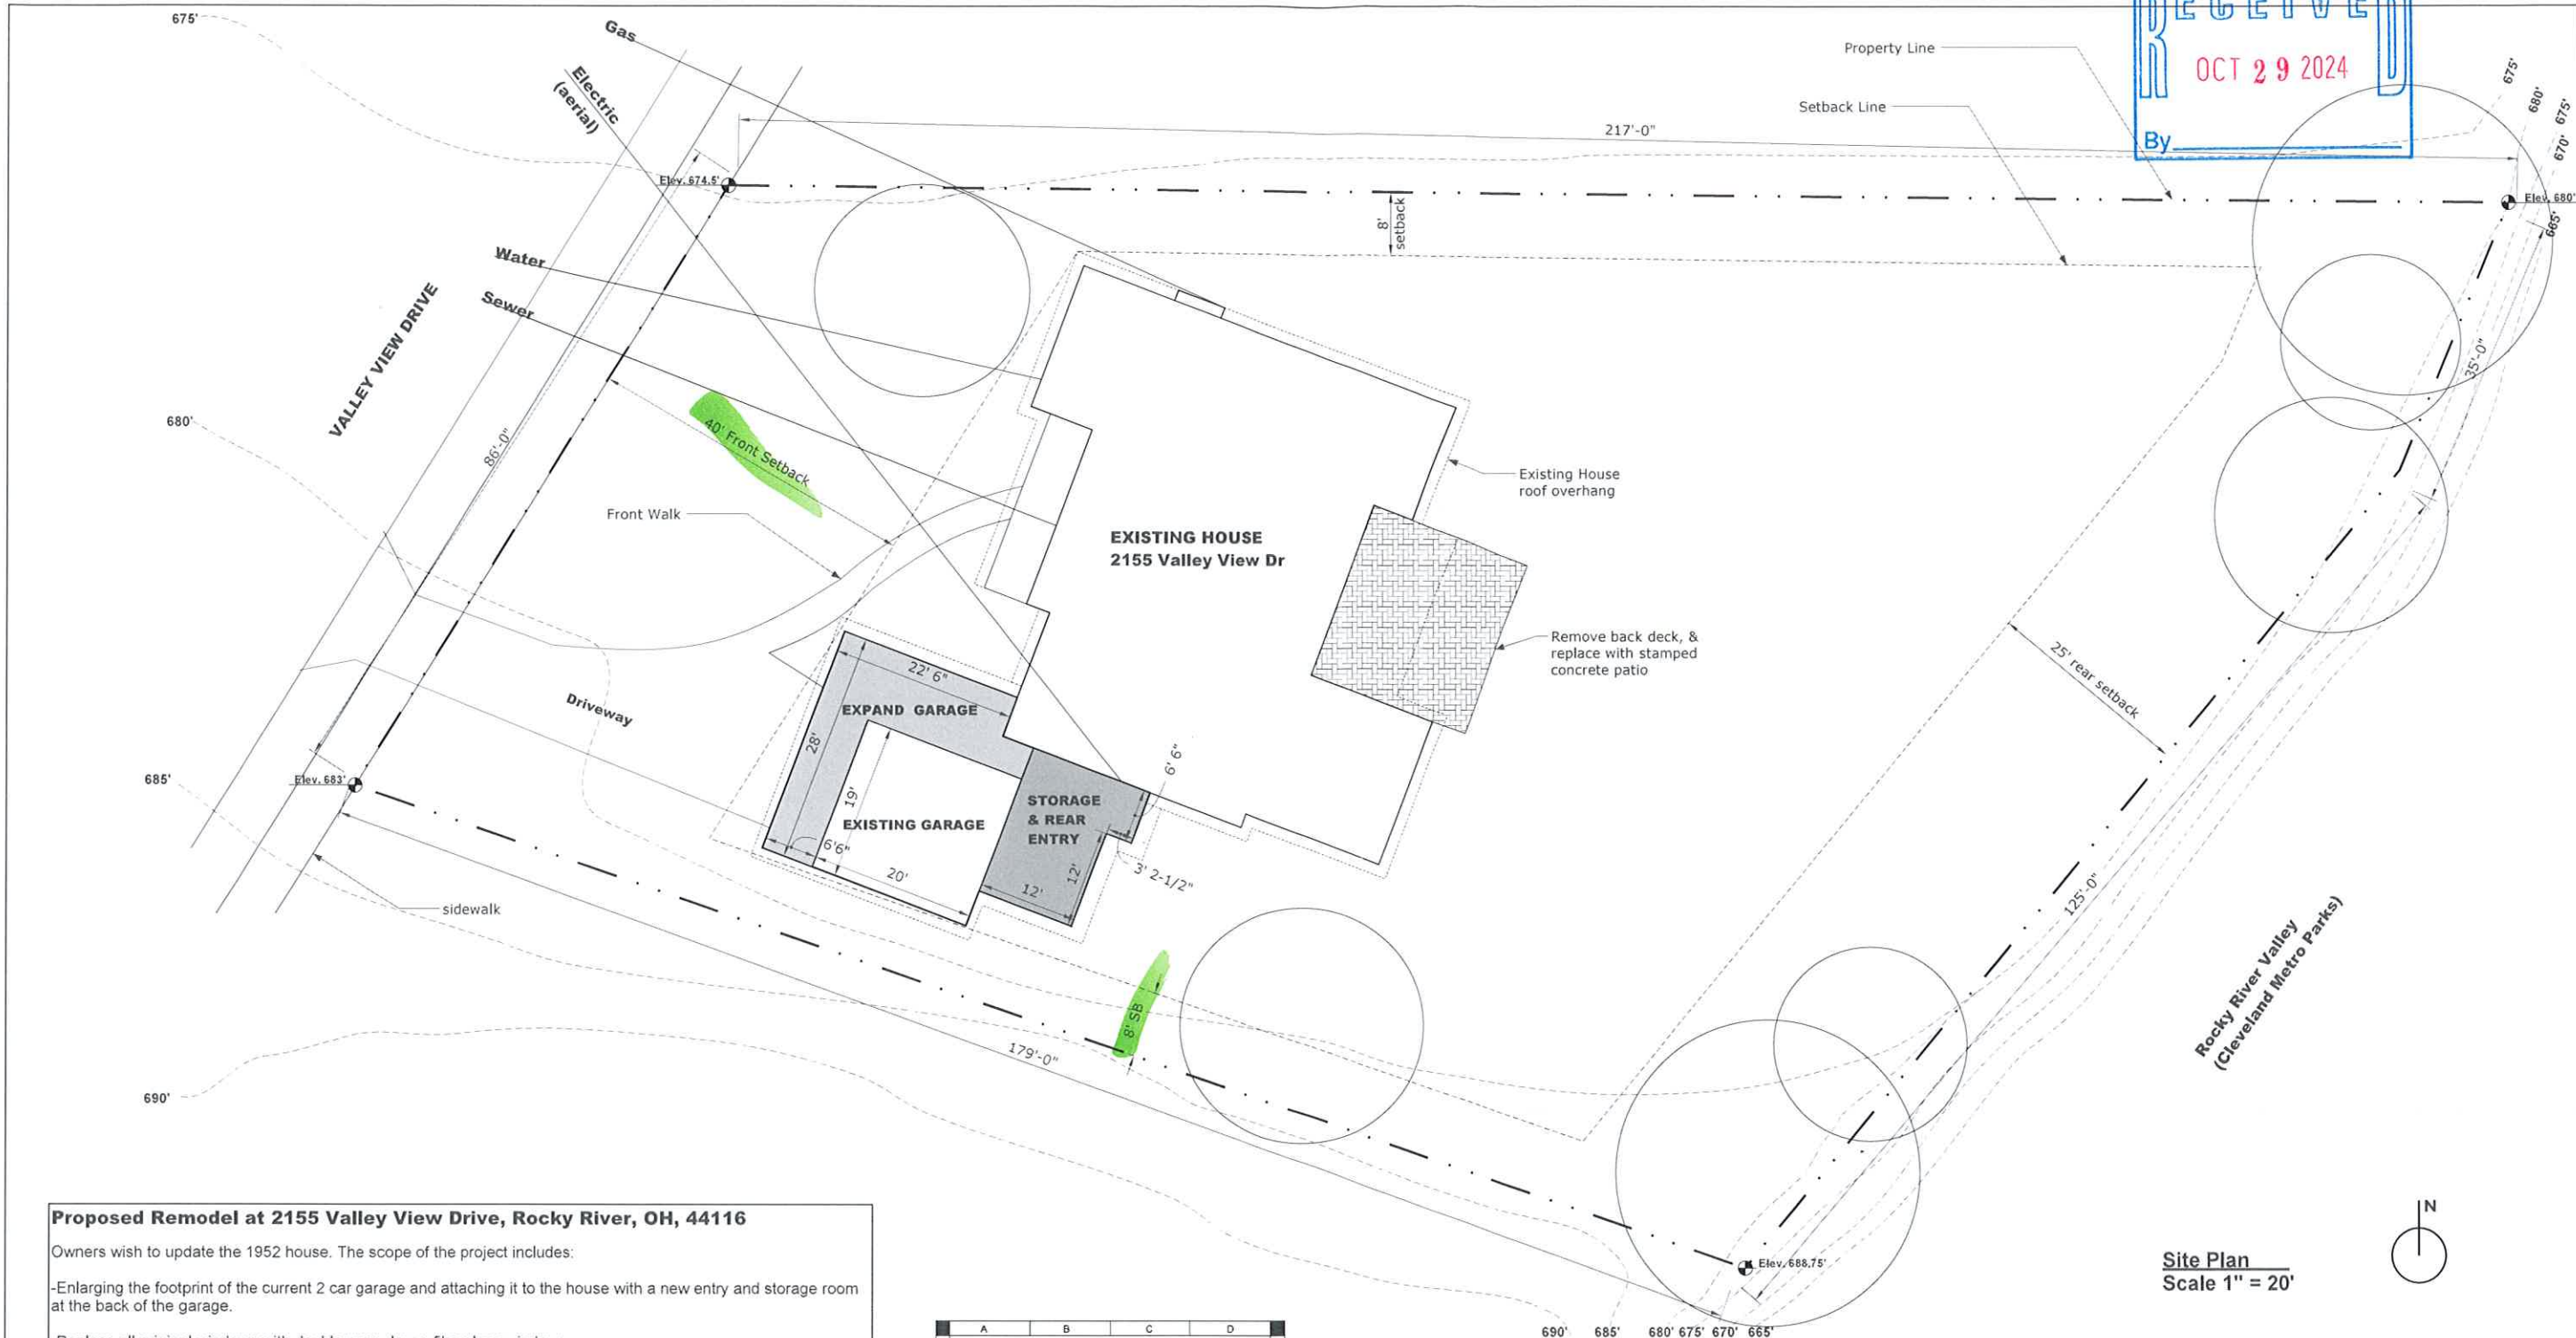 675'
Gas
Electric
(aerial)
Property Line
Setback Line
RECEIVED
OCT 29 2024
By
217'-0"
675'
680'
675'
670'
665'
Elev. 674.5'
Elev. 680'
8'
setback
Water
Sewer
VALLEY VIEW DRIVE
86'-0"
40' Front Setback
Front Walk
680'
35'-0"
Existing House
roof overhang
EXISTING HOUSE
2155 Valley View Dr
Remove back deck, &
replace with stamped
concrete patio
25' rear setback
22' 6"
EXPAND GARAGE
28'
Driveway
685'
Elev. 683'
19'
EXISTING GARAGE
6'6"
20'
STORAGE
& REAR
ENTRY
6' 6"
12'
12'
3' 2-1/2"
sidewalk
125'-0"
Rocky River Valley
(Cleveland Metro Parks)
8' SB
179'-0"
690'
Elev. 688.75'
Proposed Remodel at 2155 Valley View Drive, Rocky River, OH, 44116
Owners wish to update the 1952 house. The scope of the project includes:
-Enlarging the footprint of the current 2 car garage and attaching it to the house with a new entry and storage room
at the back of the garage.
A B C D
690' 685' 680' 675' 670' 665'
Site Plan
Scale 1" = 20'
N